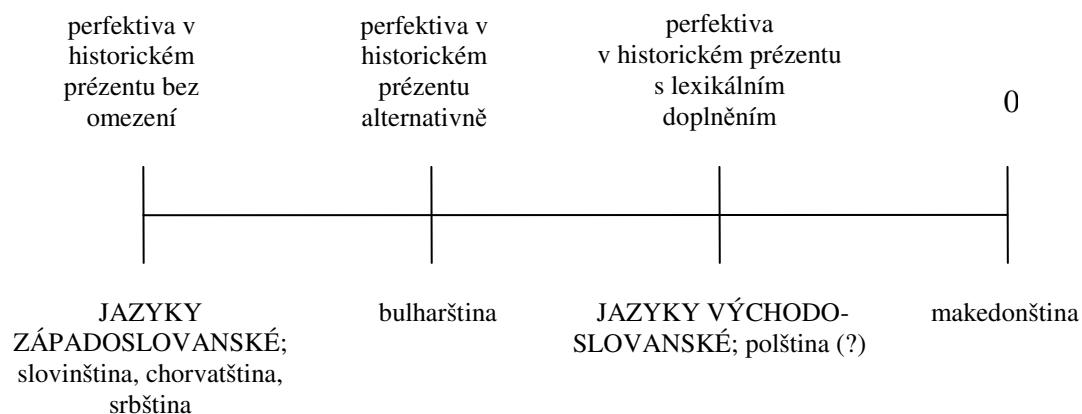 perfektiva v
historickém
prézentu bez
omezení
perfektiva v
historickém
prézentu
alternativně
perfektiva
v historickém prézentu
s lexikálním
doplněním
0
JAZYKY
ZÁPADOSLOVANSKÉ;
slovinština, chorvatština,
srbština
bulharština
JAZYKY VÝCHODO-
SLOVANSKÉ; polština (?)
makedonština